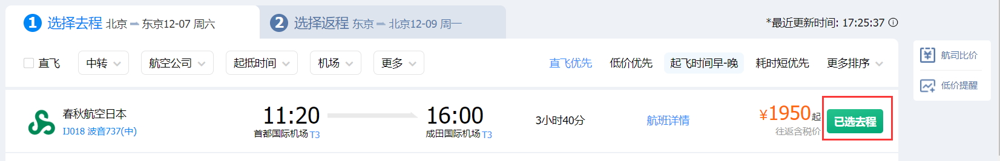 1 选择去程 北京 东京12-07 周六
2 选择返程 东京 北京12-09 周一
*最近更新时间: 17:25:37
直飞 中转 航空公司 起抵时间 机场 更多
直飞优先 低价优先 起飞时间早-晚 耗时短优先 更多排序
航司比价
低价提醒
春秋航空日本
IJ018 波音737(中)
11:20
首都国际机场 T3
16:00
成田国际机场 T3
3小时40分
航班详情
¥1950起
往返含税价
已选去程